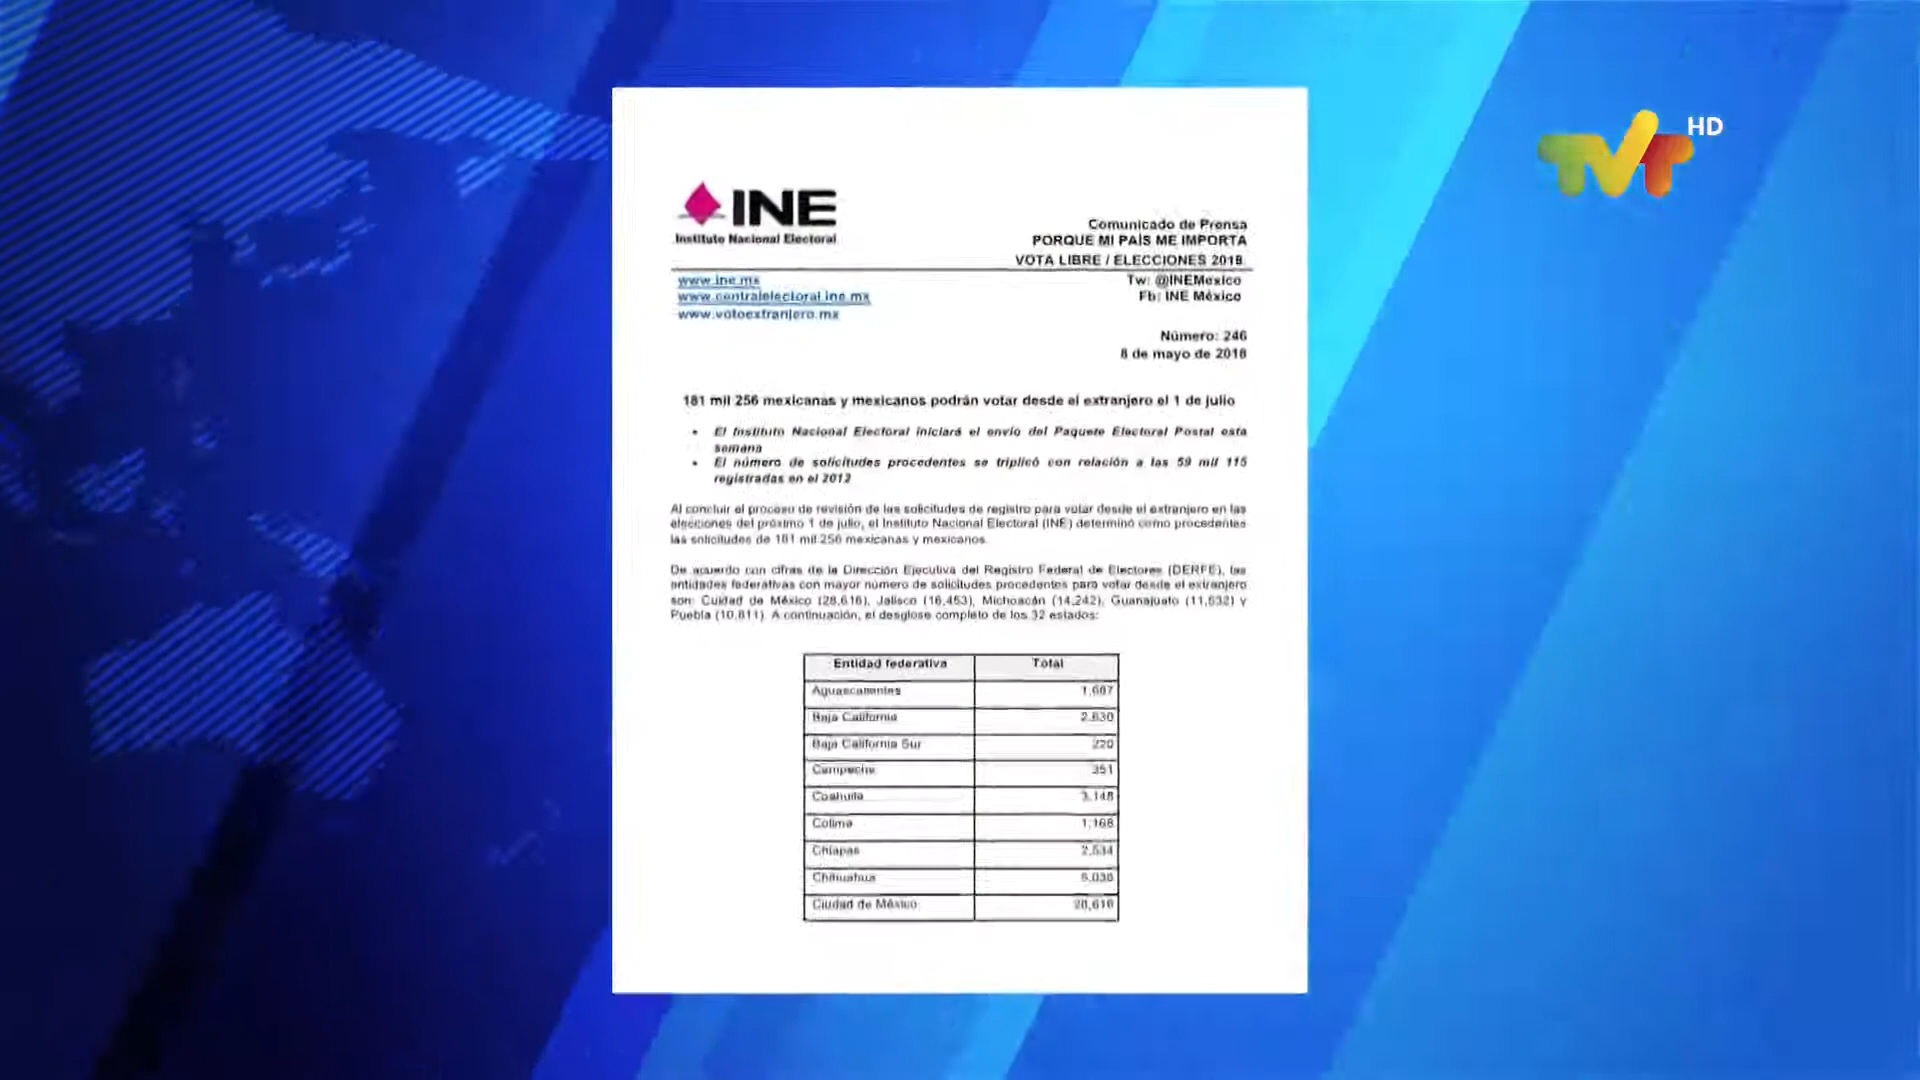 TVT HD
INE
Instituto Nacional Electoral
Comunicado de Prensa
PORQUE MI PAÍS ME IMPORTA
VOTA LIBRE / ELECCIONES 2018
www.ine.mx
www.centralelectoral.ine.mx
www.votoextranjero.mx
Tw: @INEMexico
Fb: INE México
Número: 246
8 de mayo de 2018
181 mil 256 mexicanas y mexicanos podrán votar desde el extranjero el 1 de julio
• El Instituto Nacional Electoral iniciará el envío del Paquete Electoral Postal esta
semana
• El número de solicitudes procedentes se triplicó con relación a las 59 mil 115
registradas en el 2012
Al concluir el proceso de revisión de las solicitudes de registro para votar desde el extranjero en las
elecciones del próximo 1 de julio, el Instituto Nacional Electoral (INE) determinó como procedentes
las solicitudes de 181 mil 256 mexicanas y mexicanos.
De acuerdo con cifras de la Dirección Ejecutiva del Registro Federal de Electores (DERFE), las
entidades federativas con mayor número de solicitudes procedentes para votar desde el extranjero
son: Cuidad de México (28,616), Jalisco (16,453), Michoacán (14,242), Guanajuato (11,632) y
Puebla (10,811). A continuación, el desglose completo de los 32 estados:
Entidad federativa Total
Aguascalientes
Baja California
Baja California Sur 220
Campeche 351
Coahuila 3,148
Colima 1,168
Chiapas 2,534
Chihuahua
Ciudad de México 28,616